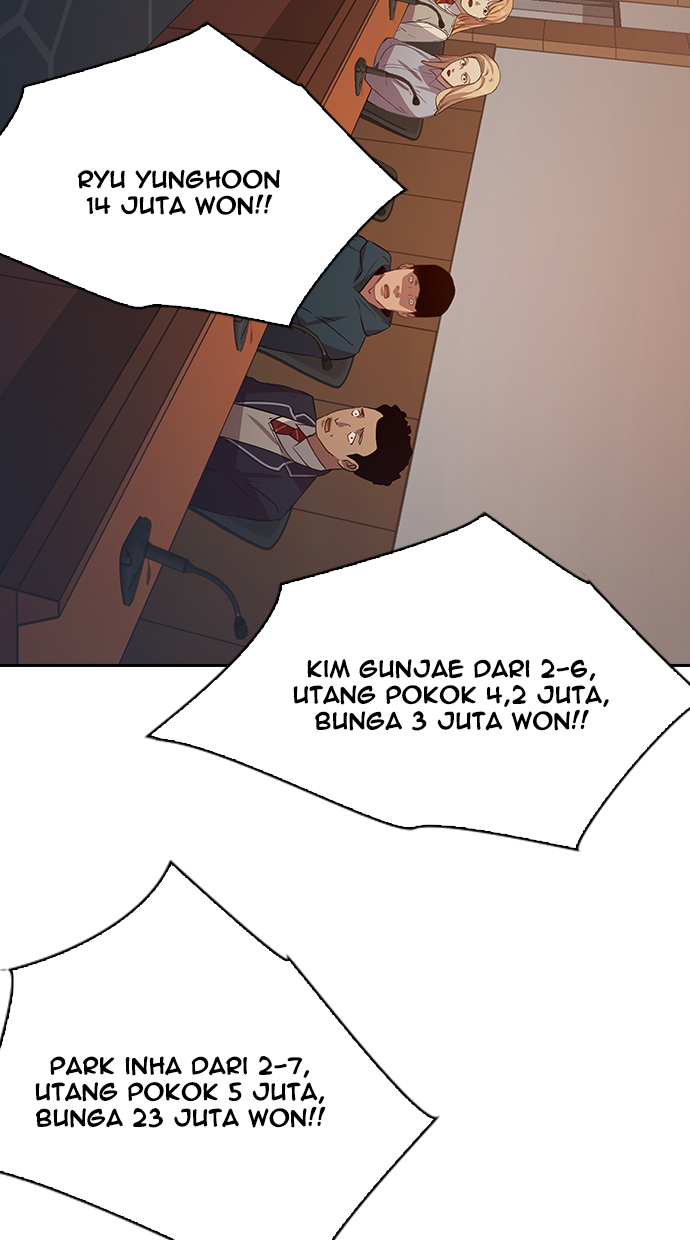 RYU YUNGHOON
14 JUTA WON!!
KIM GUNJAE DARI 2-6,
UTANG POKOK 4,2 JUTA,
BUNGA 3 JUTA WON!!
PARK INHA DARI 2-7,
UTANG POKOK 5 JUTA,
BUNGA 23 JUTA WON!!